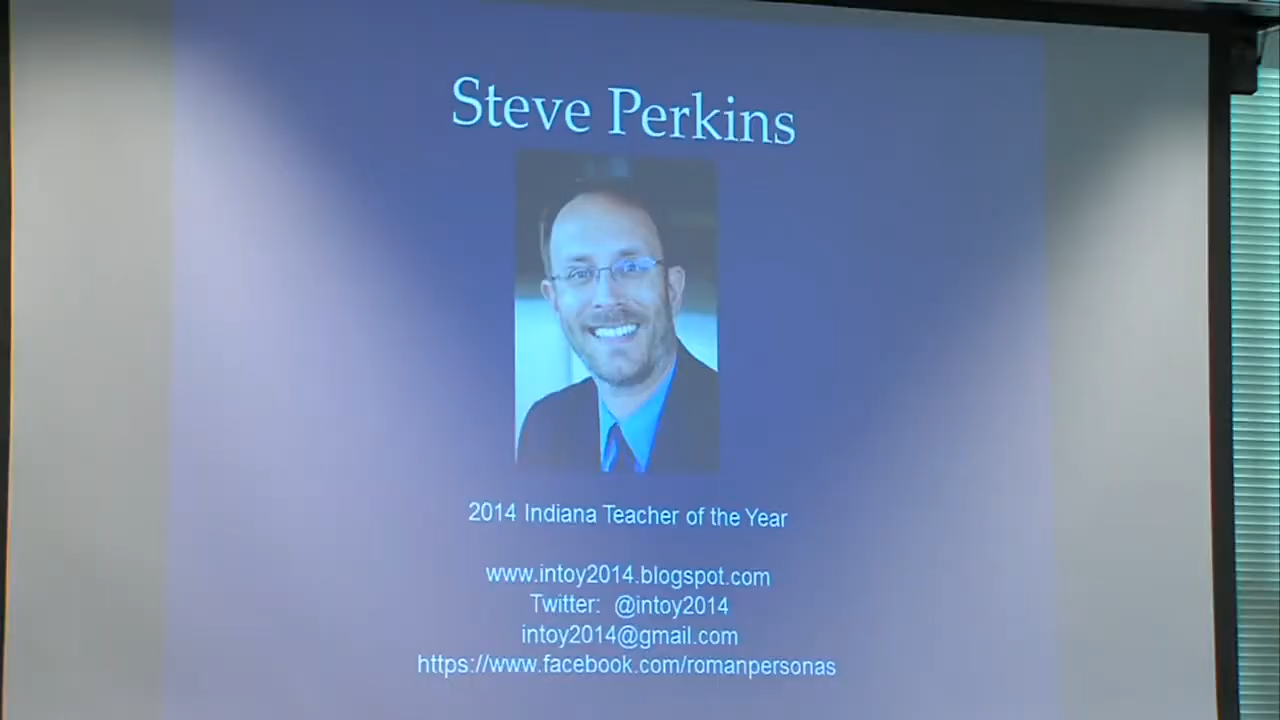 Steve Perkins
2014 Indiana Teacher of the Year
www.intoy2014.blogspot.com
Twitter: @intoy2014
intoy2014@gmail.com
https://www.facebook.com/romanpersonas